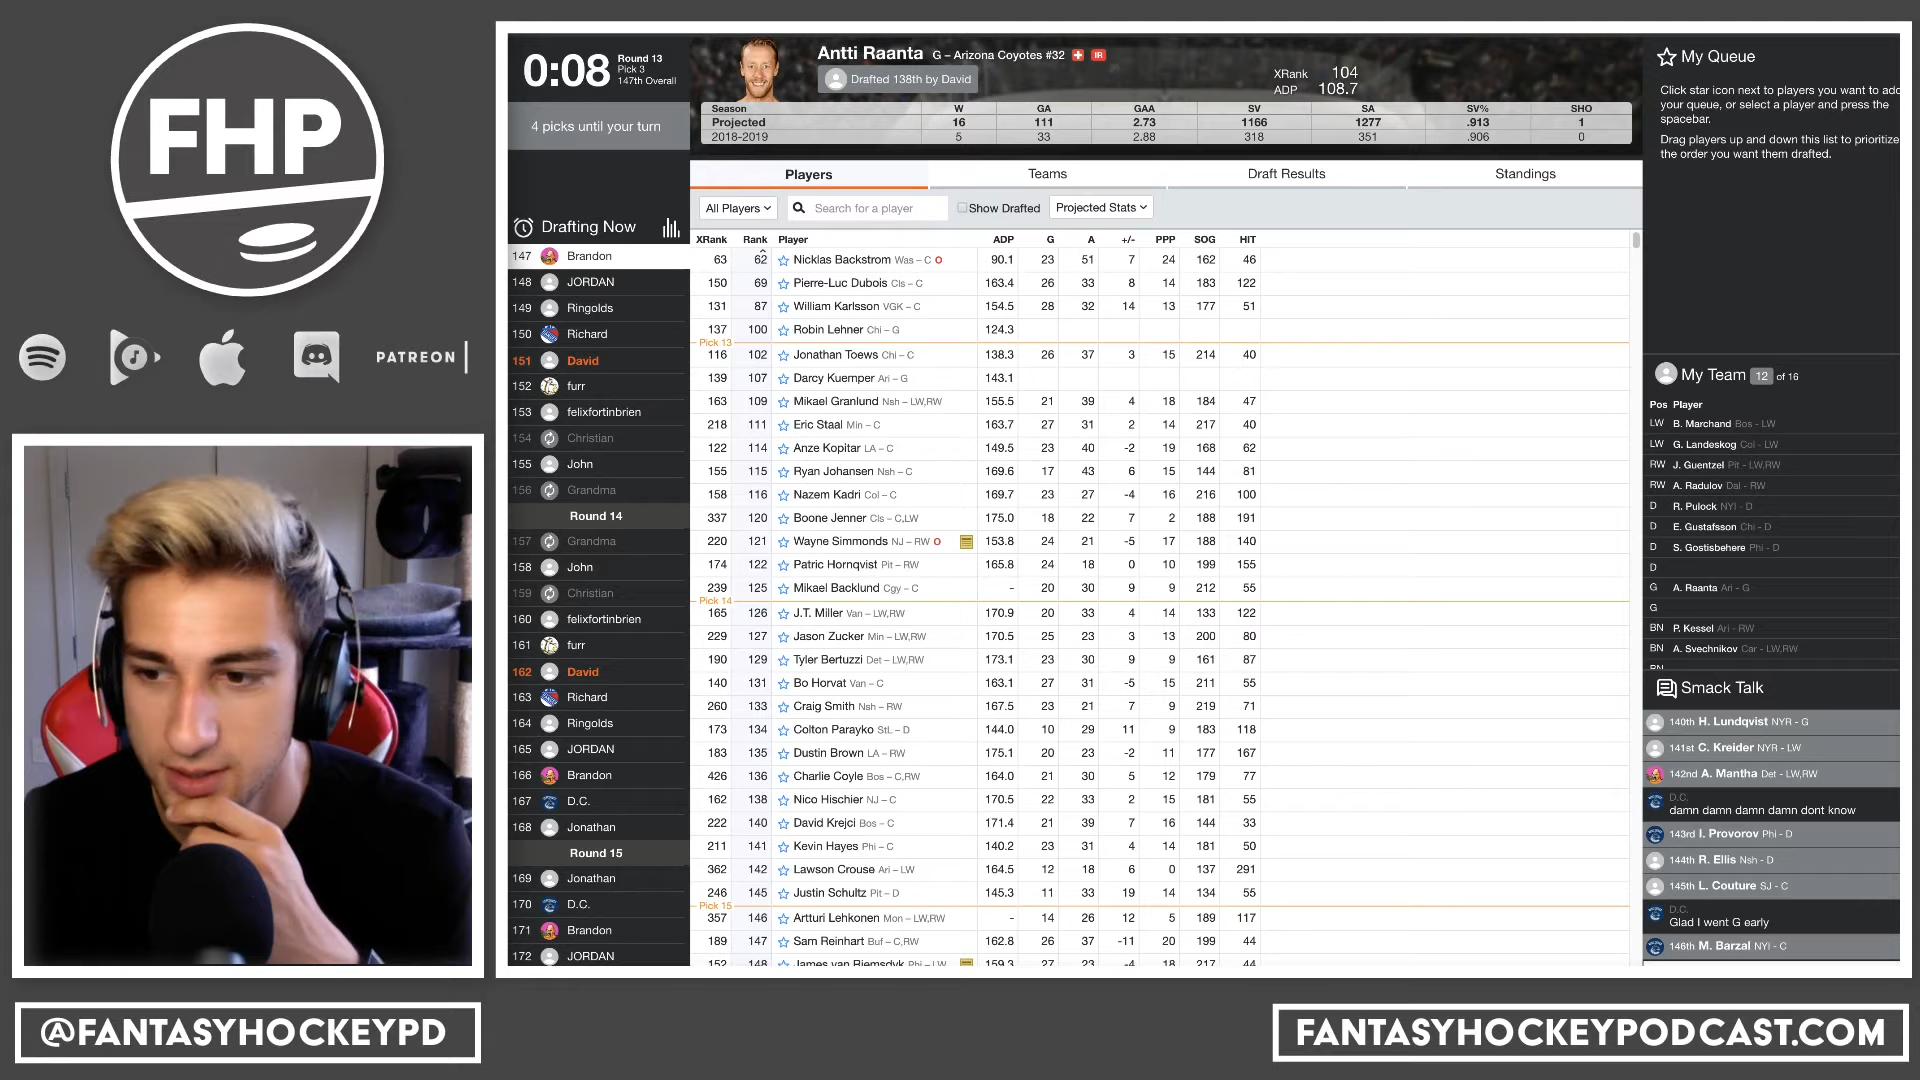 FHP
PATREON
@FANTASYHOCKEYPD
FANTASYHOCKEYPODCAST.COM
0:08
Round 13
Pick 3
147th Overall
4 picks until your turn
Drafting Now
147 Brandon
148 JORDAN
149 Ringolds
150 Richard
151 David
152 furr
153 felixfortinbrien
154 Christian
155 John
156 Grandma
Round 14
157 Grandma
158 John
159 Christian
160 felixfortinbrien
161 furr
162 David
163 Richard
164 Ringolds
165 JORDAN
166 Brandon
167 D.C.
168 Jonathan
Round 15
169 Jonathan
170 D.C.
171 Brandon
172 JORDAN
Antti Raanta G – Arizona Coyotes #32 IR
Drafted 138th by David
XRank 104
ADP 108.7
Season W GA GAA SV SA SV% SHO
Projected 16 111 2.73 1166 1277 .913 1
2018-2019 5 33 2.88 318 351 .906 0
Players Teams Draft Results Standings
All Players Search for a player Show Drafted Projected Stats
XRank Rank Player ADP G A +/- PPP SOG HIT
63 62 Nicklas Backstrom Was – C O 90.1 23 51 7 24 162 46
150 69 Pierre-Luc Dubois Cls – C 163.4 26 33 8 14 183 122
131 87 William Karlsson VGK – C 154.5 28 32 14 13 177 51
137 100 Robin Lehner Chi – G 124.3
Pick 13
116 102 Jonathan Toews Chi – C 138.3 26 37 3 15 214 40
139 107 Darcy Kuemper Ari – G 143.1
163 109 Mikael Granlund Nsh – LW,RW 155.5 21 39 4 18 184 47
218 111 Eric Staal Min – C 163.7 27 31 2 14 217 40
122 114 Anze Kopitar LA – C 149.5 23 40 -2 19 168 62
155 115 Ryan Johansen Nsh – C 169.6 17 43 6 15 144 81
158 116 Nazem Kadri Col – C 169.7 23 27 -4 16 216 100
337 120 Boone Jenner Cls – C,LW 175.0 18 22 7 2 188 191
220 121 Wayne Simmonds NJ – RW O 153.8 24 21 -5 17 188 140
174 122 Patric Hornqvist Pit – RW 165.8 24 18 0 10 199 155
239 125 Mikael Backlund Cgy – C - 20 30 9 9 212 55
Pick 14
165 126 J.T. Miller Van – LW,RW 170.9 20 33 4 14 133 122
229 127 Jason Zucker Min – LW,RW 170.5 25 23 3 13 200 80
190 129 Tyler Bertuzzi Det – LW,RW 173.1 23 30 9 9 161 87
140 131 Bo Horvat Van – C 163.1 27 31 -5 15 211 55
260 133 Craig Smith Nsh – RW 167.5 23 21 7 9 219 71
173 134 Colton Parayko StL – D 144.0 10 29 11 9 183 118
183 135 Dustin Brown LA – RW 175.1 20 23 -2 11 177 167
426 136 Charlie Coyle Bos – C,RW 164.0 21 30 5 12 179 77
162 138 Nico Hischier NJ – C 170.5 22 33 2 15 181 55
222 140 David Krejci Bos – C 171.4 21 39 7 16 144 33
211 141 Kevin Hayes Phi – C 140.2 23 31 4 14 181 50
362 142 Lawson Crouse Ari – LW 164.5 12 18 6 0 137 291
246 145 Justin Schultz Pit – D 145.3 11 33 19 14 134 55
Pick 15
357 146 Artturi Lehkonen Mon – LW,RW - 14 26 12 5 189 117
189 147 Sam Reinhart Buf – C,RW 162.8 26 37 -11 20 199 44
152 148 James van Riemsdyk Phi – LW 159.3 27 23 -4 18 217 44
My Queue
Click star icon next to players you want to add
your queue, or select a player and press the
spacebar.
Drag players up and down this list to prioritize
the order you want them drafted.
My Team 12 of 16
Pos Player
LW B. Marchand Bos - LW
LW G. Landeskog Col - LW
RW J. Guentzel Pit - LW,RW
RW A. Radulov Dal - RW
D R. Pulock NYI - D
D E. Gustafsson Chi - D
D S. Gostisbehere Phi - D
D
G A. Raanta Ari - G
G
BN P. Kessel Ari - RW
BN A. Svechnikov Car - LW,RW
BN
Smack Talk
140th H. Lundqvist NYR - G
141st C. Kreider NYR - LW
142nd A. Mantha Det - LW,RW
D.C.
damn damn damn damn dont know
143rd I. Provorov Phi - D
144th R. Ellis Nsh - D
145th L. Couture SJ - C
D.C.
Glad I went G early
146th M. Barzal NYI - C